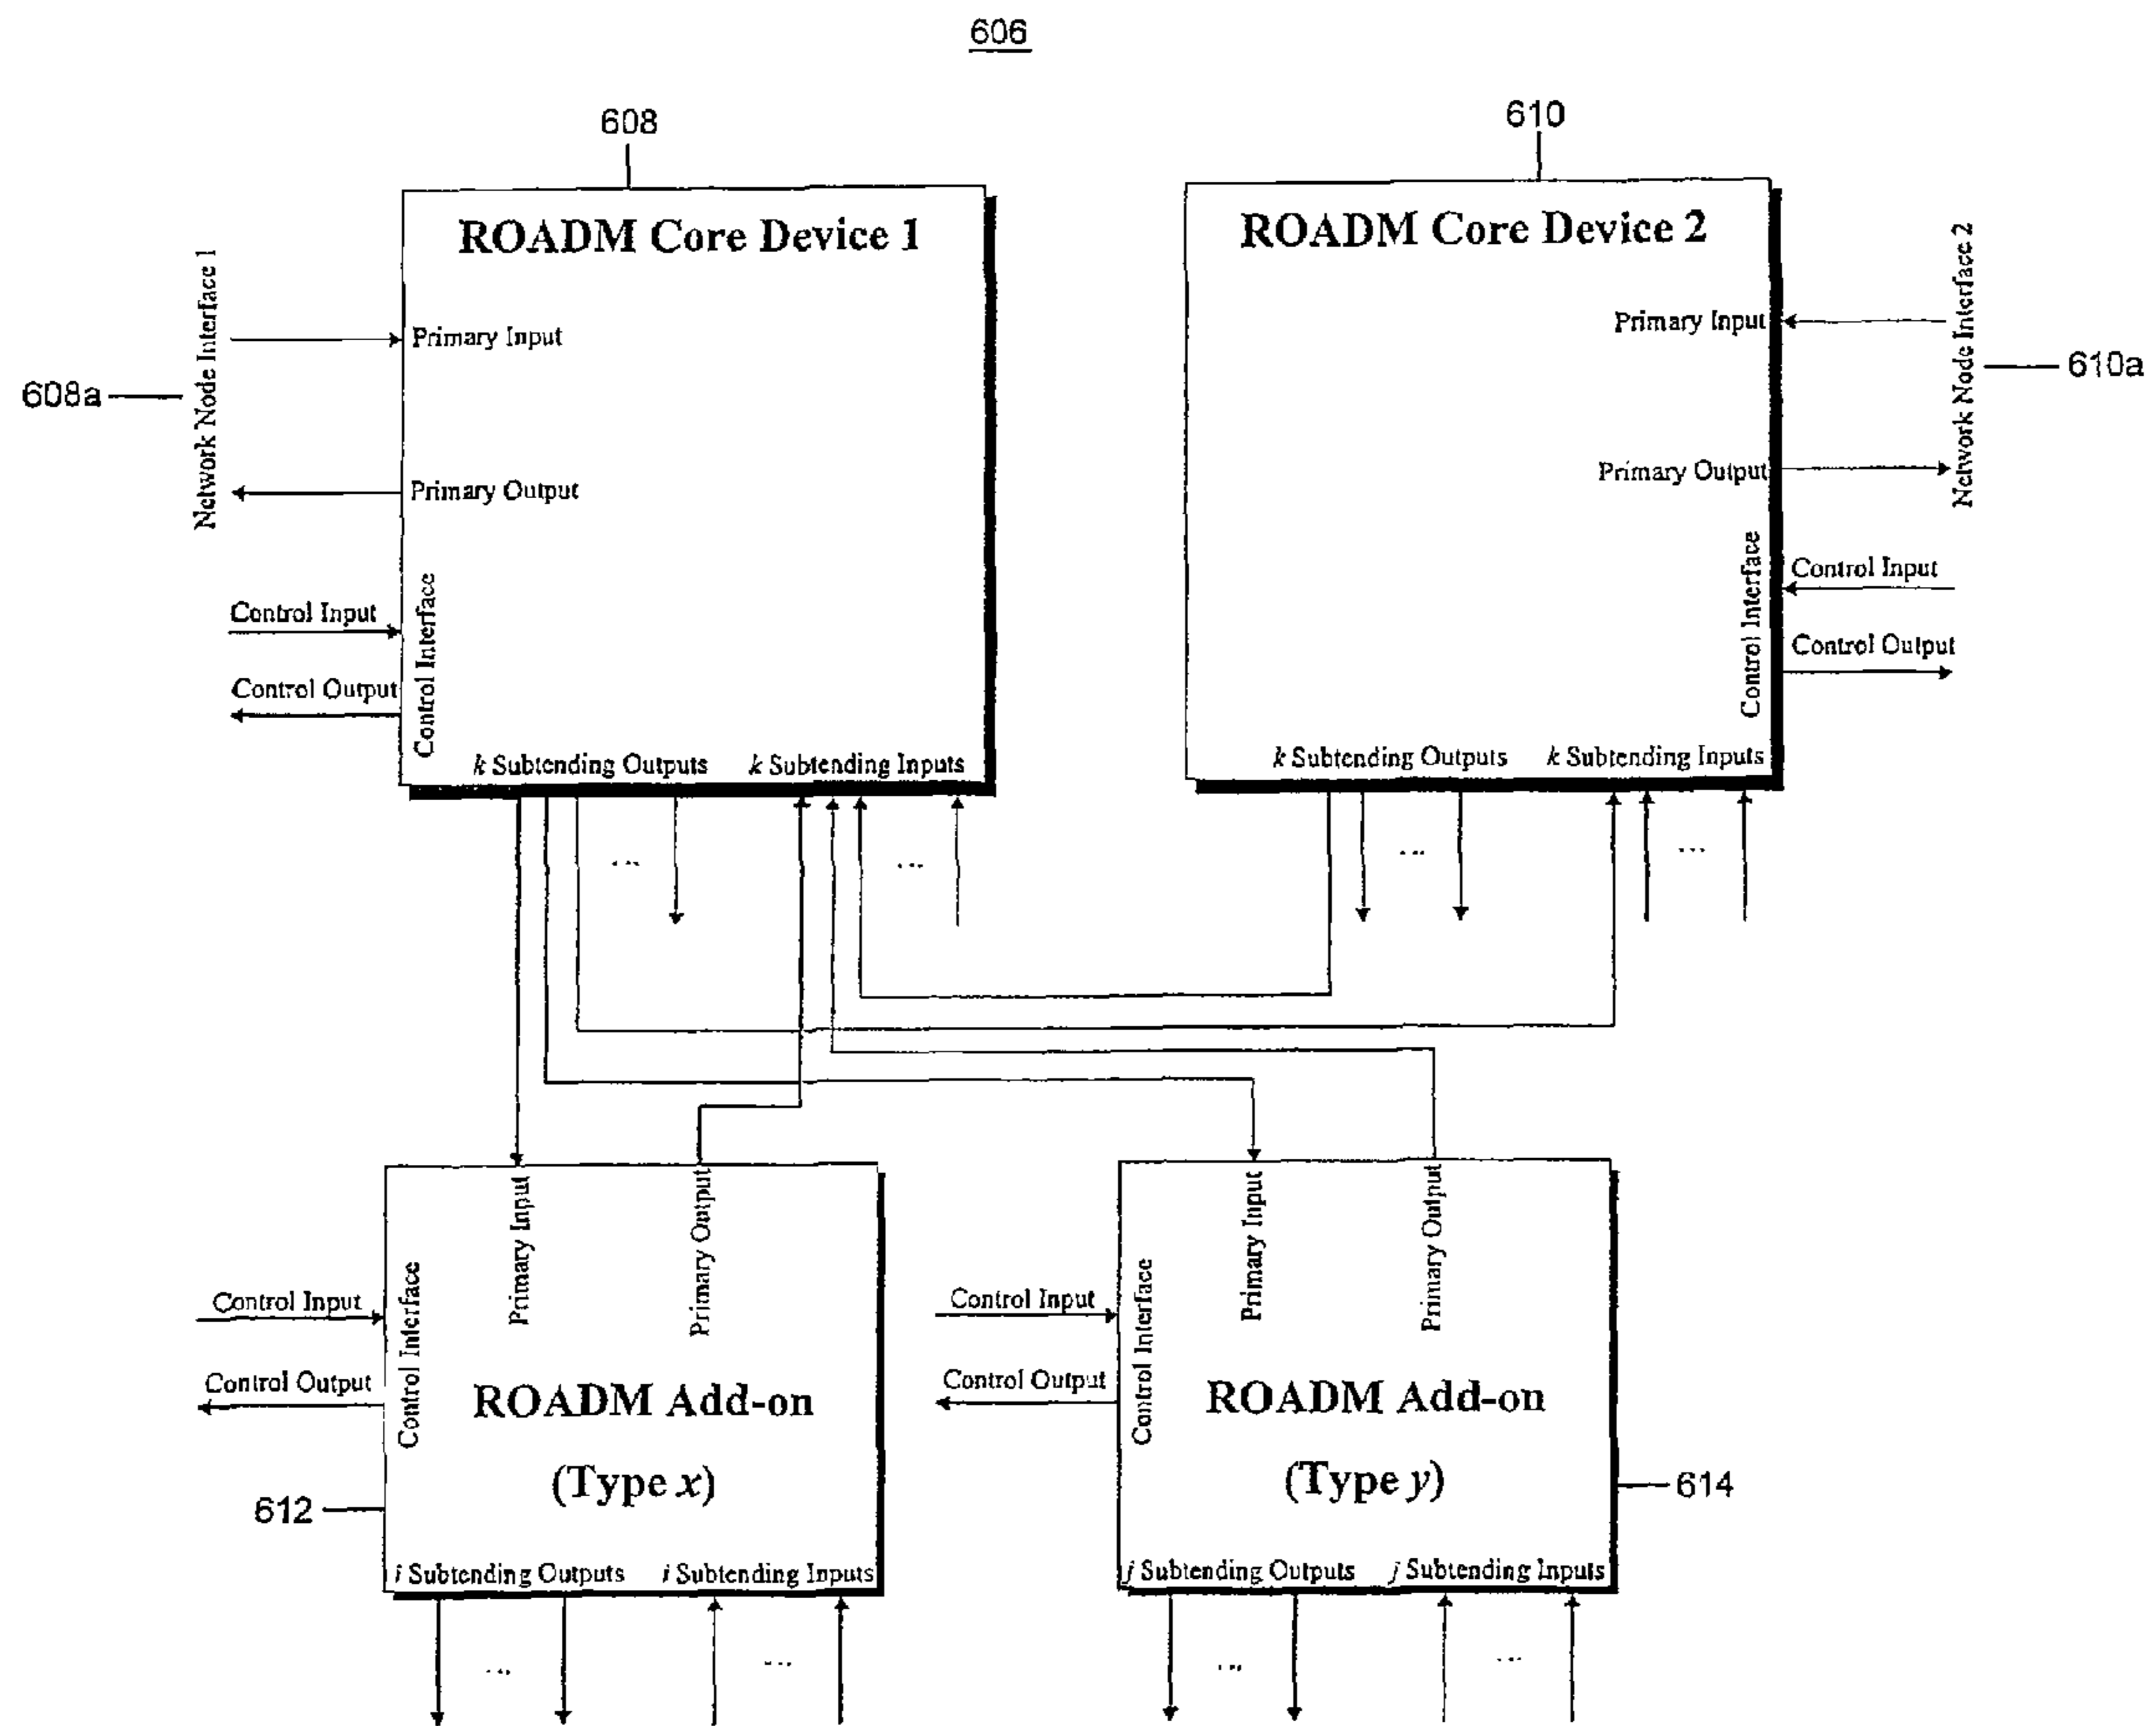 606
608
610
ROADM Core Device 1
ROADM Core Device 2
Network Node Interface 1
608a
Primary Input
Primary Output
Control Input
Control Output
Control Interface
k Subtending Outputs
k Subtending Inputs
...
...
Primary Input
Primary Output
Network Node Interface 2
610a
Control Interface
Control Input
Control Output
k Subtending Outputs
k Subtending Inputs
...
...
Primary Input
Primary Output
Control Input
Control Output
Control Interface
ROADM Add-on
(Type x)
612
i Subtending Outputs
i Subtending Inputs
...
...
Primary Input
Primary Output
Control Input
Control Output
Control Interface
ROADM Add-on
(Type y)
614
j Subtending Outputs
j Subtending Inputs
...
...